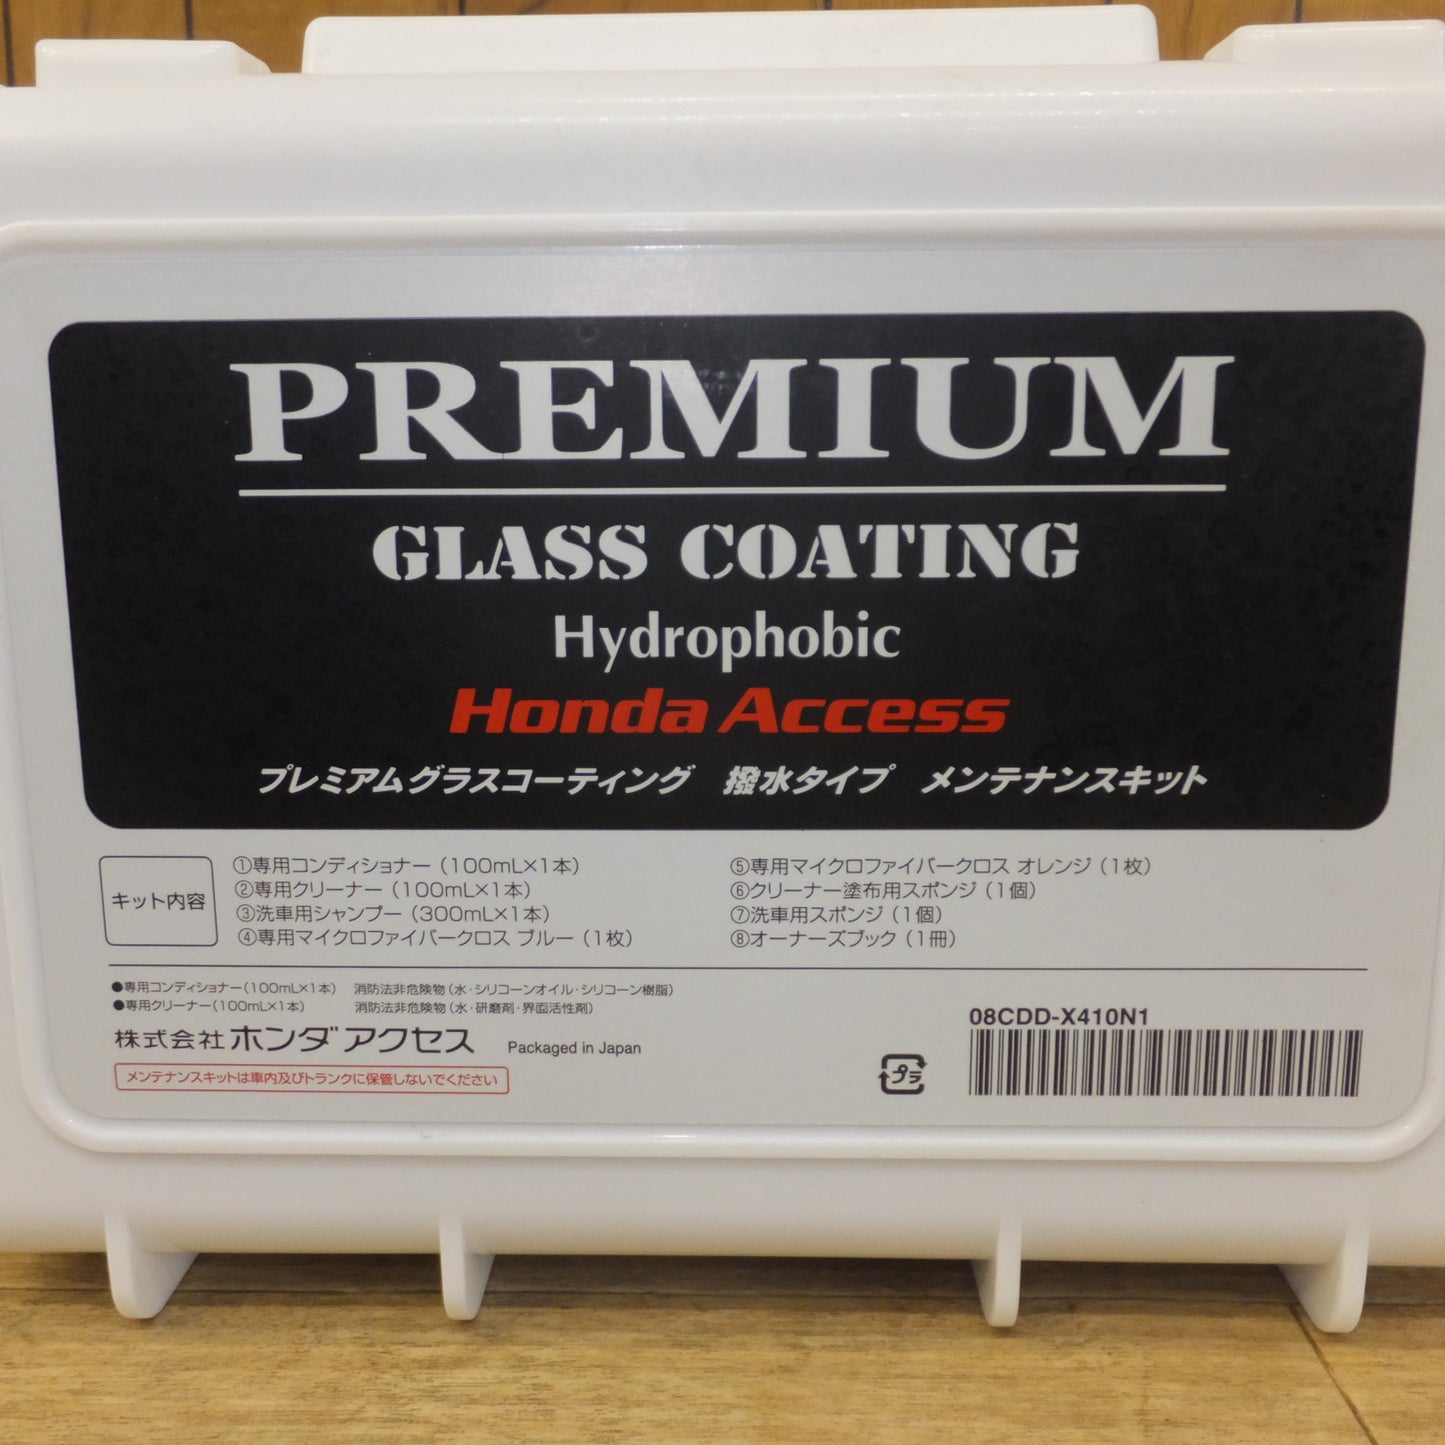 PREMIUM
GLASS COATING
Hydrophobic
Honda Access
プレミアムグラスコーティング 撥水タイプ メンテナンスキット
キット内容
①専用コンディショナー（100mL×1本）
②専用クリーナー（100mL×1本）
③洗車用シャンプー（300mL×1本）
④専用マイクロファイバークロス ブルー（1枚）
⑤専用マイクロファイバークロス オレンジ（1枚）
⑥クリーナー塗布用スポンジ（1個）
⑦洗車用スポンジ（1個）
⑧オーナーズブック（1冊）
●専用コンディショナー（100mL×1本） 消防法非危険物（水・シリコーンオイル・シリコーン樹脂）
●専用クリーナー（100mL×1本） 消防法非危険物（水・研磨剤・界面活性剤）
株式会社ホンダアクセス Packaged in Japan
メンテナンスキットは車内及びトランクに保管しないでください
プラ
08CDD-X410N1